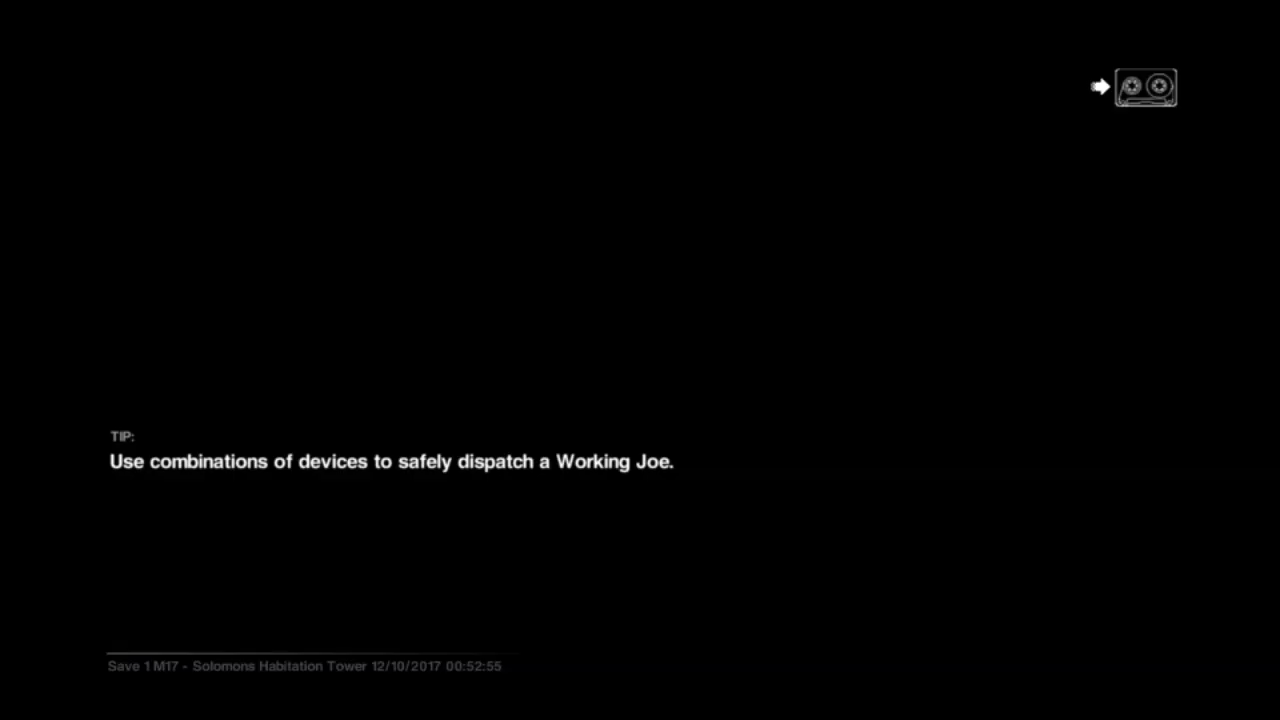 TIP:
Use combinations of devices to safely dispatch a Working Joe.
Save 1 M17 - Solomons Habitation Tower 12/10/2017 00:52:55